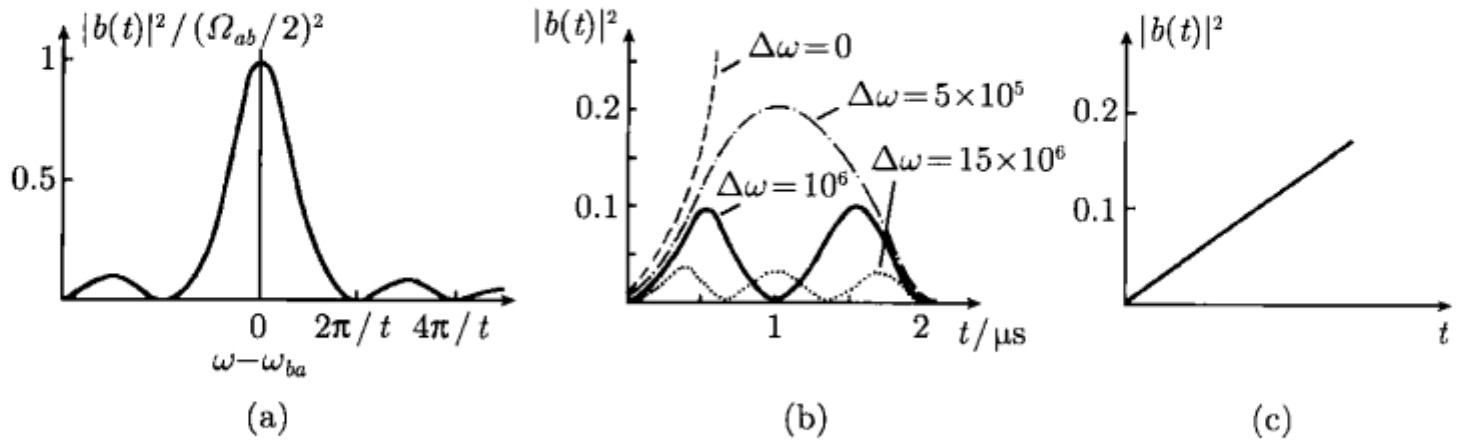 |b(t)|²/(Ω_ab/2)²
1
0.5
0
2π/t
4π/t
ω−ω_ba
(a)
|b(t)|²
Δω=0
0.2
Δω=5×10⁵
Δω=15×10⁶
Δω=10⁶
0.1
1
2
t/μs
(b)
|b(t)|²
0.2
0.1
t
(c)